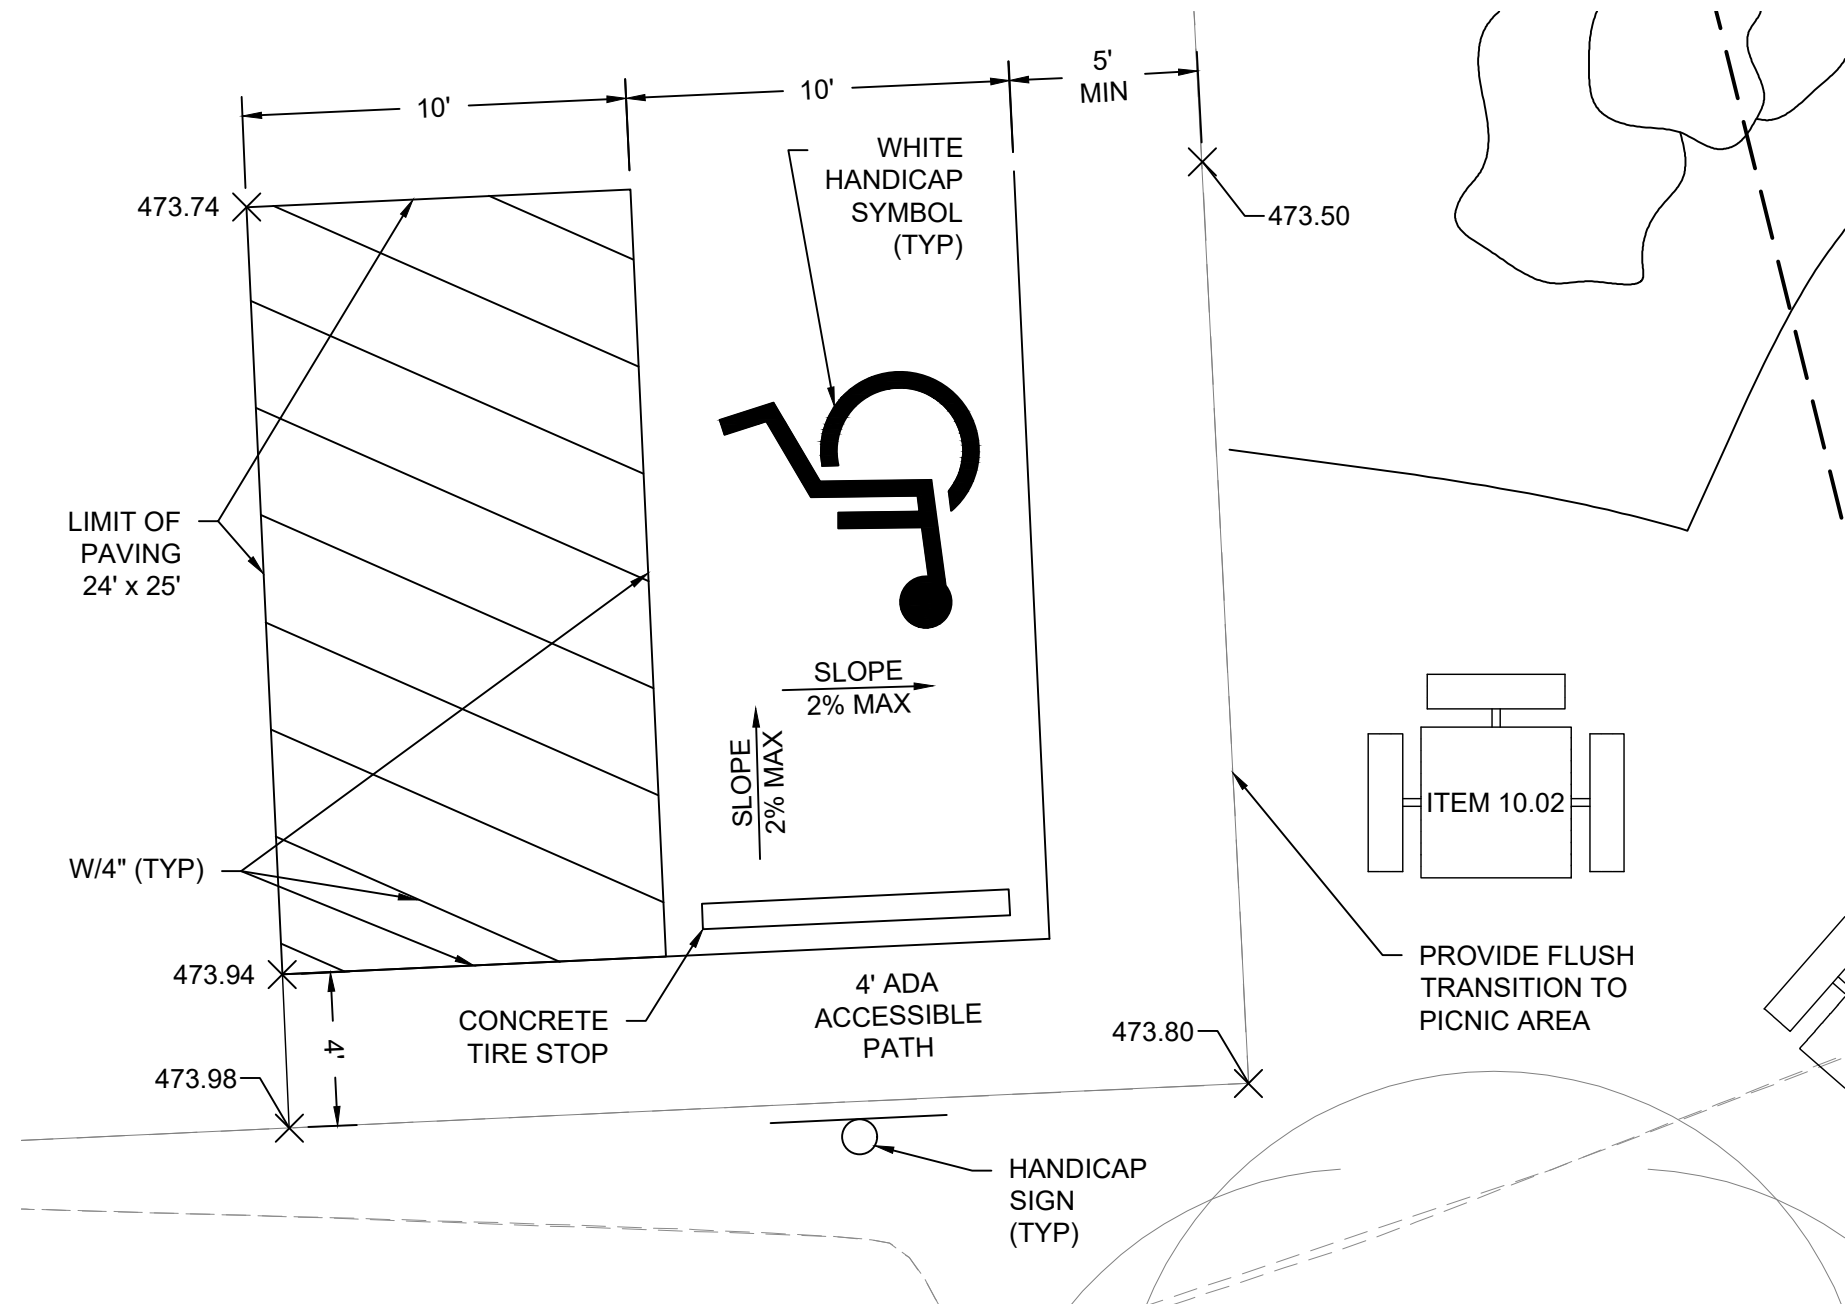 10'
10'
5'
MIN
WHITE
HANDICAP
SYMBOL
(TYP)
473.74
473.50
LIMIT OF
PAVING
24' x 25'
SLOPE
2% MAX
SLOPE
2% MAX
ITEM 10.02
W/4" (TYP)
473.94
4'
CONCRETE
TIRE STOP
4' ADA
ACCESSIBLE
PATH
473.80
PROVIDE FLUSH
TRANSITION TO
PICNIC AREA
473.98
HANDICAP
SIGN
(TYP)